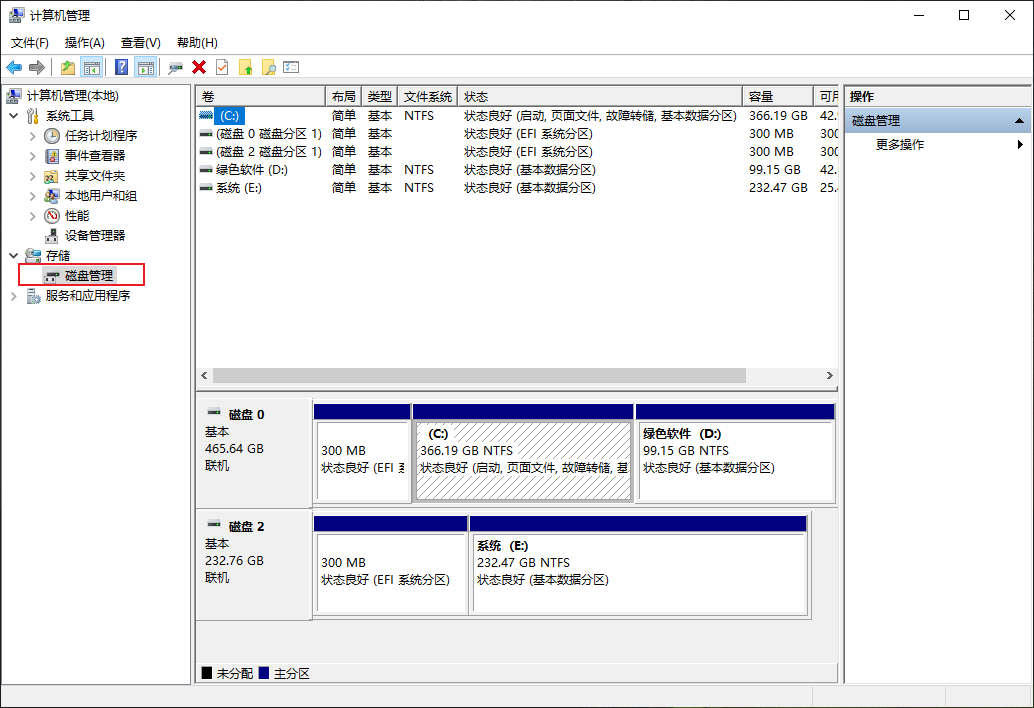 计算机管理
文件(F) 操作(A) 查看(V) 帮助(H)
计算机管理(本地)
系统工具
任务计划程序
事件查看器
共享文件夹
本地用户和组
性能
设备管理器
存储
磁盘管理
服务和应用程序
卷 布局 类型 文件系统 状态 容量 可用
(C:) 简单 基本 NTFS 状态良好 (启动, 页面文件, 故障转储, 基本数据分区) 366.19 GB 42.
(磁盘 0 磁盘分区 1) 简单 基本 状态良好 (EFI 系统分区) 300 MB 300
(磁盘 2 磁盘分区 1) 简单 基本 状态良好 (EFI 系统分区) 300 MB 300
绿色软件 (D:) 简单 基本 NTFS 状态良好 (基本数据分区) 99.15 GB 42.
系统 (E:) 简单 基本 NTFS 状态良好 (基本数据分区) 232.47 GB 25.
磁盘 0
基本
465.64 GB
联机
300 MB
状态良好 (EFI 系
(C:)
366.19 GB NTFS
状态良好 (启动, 页面文件, 故障转储, 基
绿色软件 (D:)
99.15 GB NTFS
状态良好 (基本数据分区)
磁盘 2
基本
232.76 GB
联机
300 MB
状态良好 (EFI 系统分区)
系统 (E:)
232.47 GB NTFS
状态良好 (基本数据分区)
未分配 主分区
操作
磁盘管理
更多操作